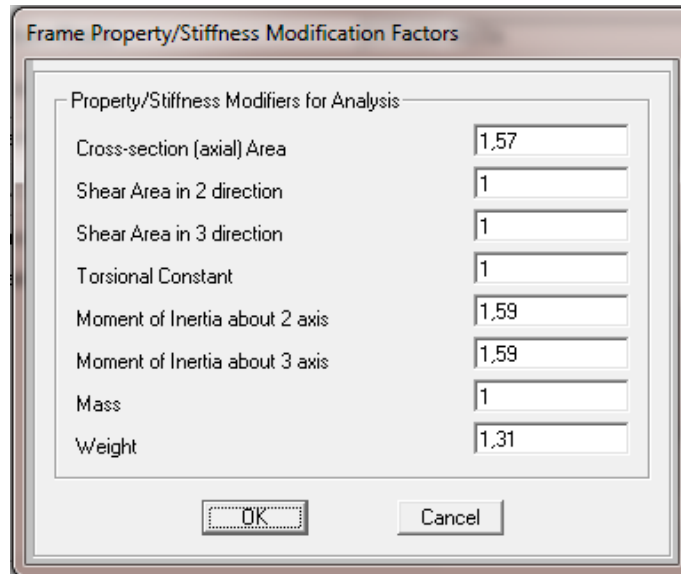 Frame Property/Stiffness Modification Factors
Property/Stiffness Modifiers for Analysis
Cross-section (axial) Area 1,57
Shear Area in 2 direction 1
Shear Area in 3 direction 1
Torsional Constant 1
Moment of Inertia about 2 axis 1,59
Moment of Inertia about 3 axis 1,59
Mass 1
Weight 1,31
OK Cancel